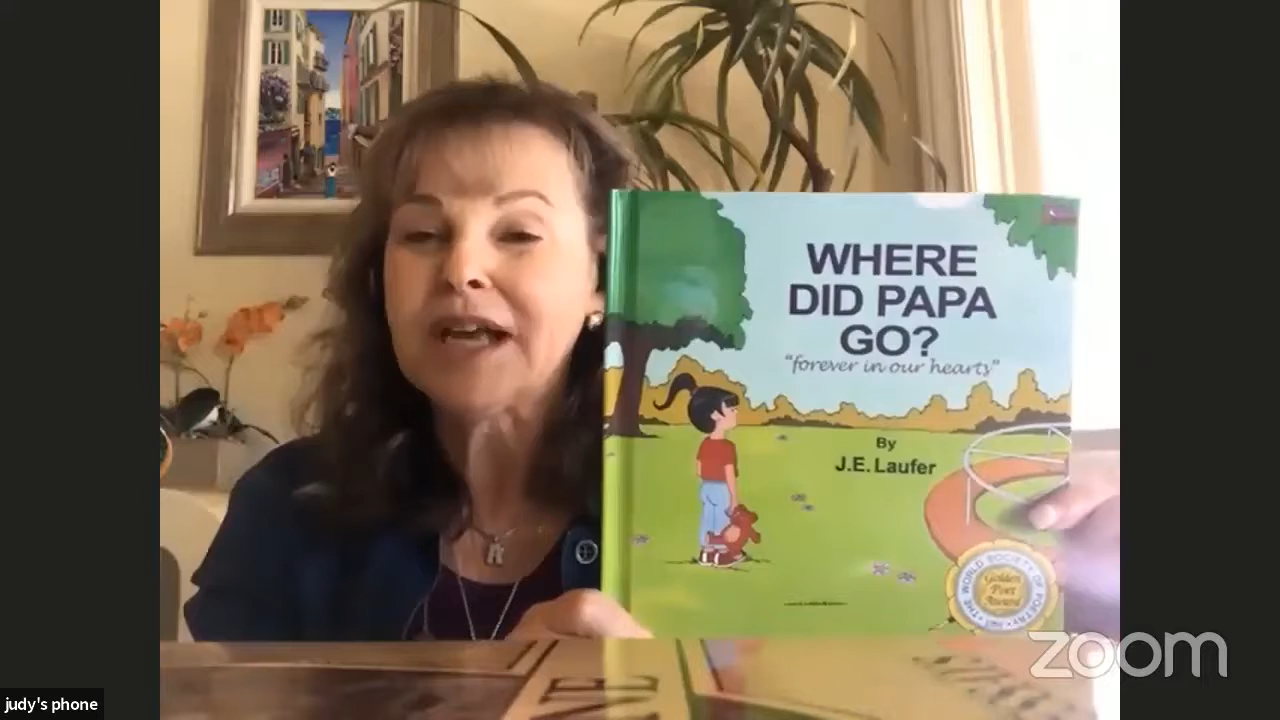 WHERE
DID PAPA
GO?
"forever in our hearts"
By
J.E. Laufer
THE WORLD SOCIETY OF POETRY
Golden
Poet
Award
zoom
judy's phone